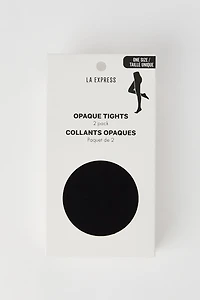 ONE SIZE /
TAILLE UNIQUE
LA EXPRESS
OPAQUE TIGHTS
2 pack
COLLANTS OPAQUES
Paquet de 2